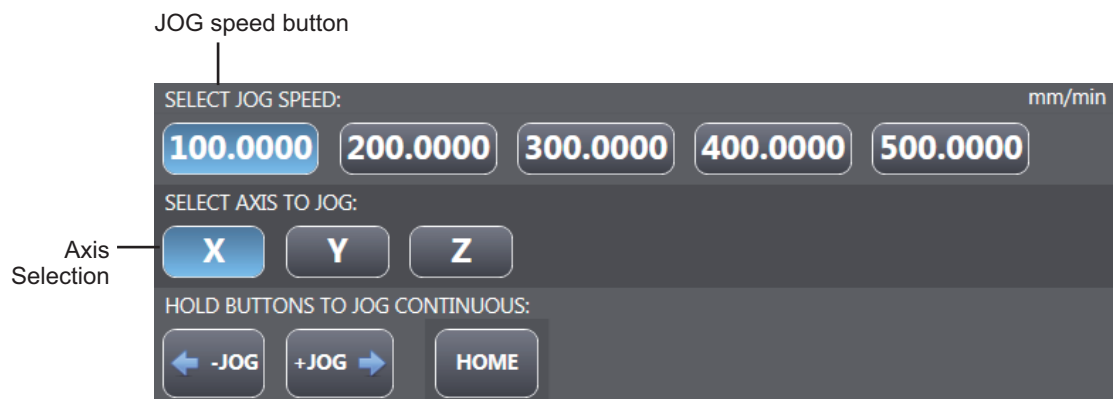 JOG speed button
SELECT JOG SPEED: mm/min
100.0000 200.0000 300.0000 400.0000 500.0000
SELECT AXIS TO JOG:
Axis
Selection
X Y Z
HOLD BUTTONS TO JOG CONTINUOUS:
-JOG +JOG HOME